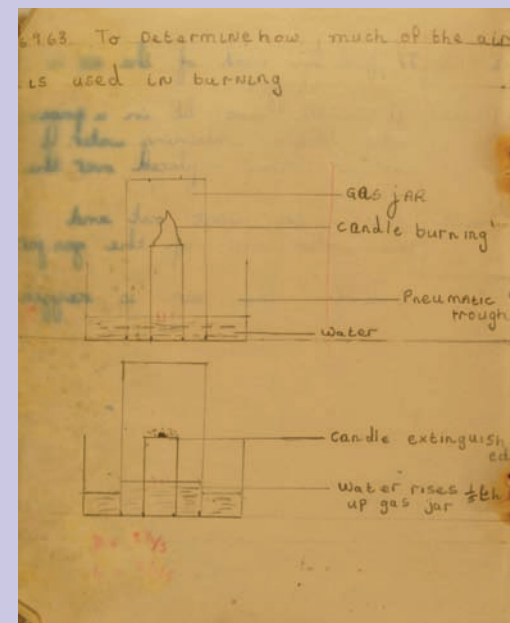 6.9.63. To Determine how much of the air
is used in burning
Gas jar
candle burning
Pneumatic
trough
water
Candle extinguish
ed
Water rises ⅕th
up gas jar